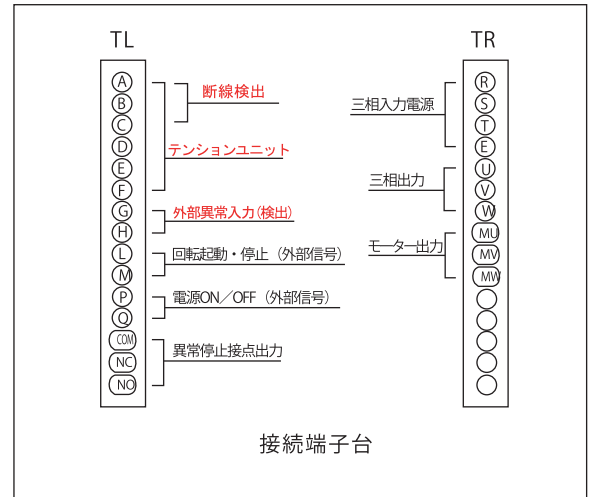 TL
TR
A
B
C
D
E
F
G
H
L
M
P
Q
COM
NC
NO
断線検出
テンションユニット
外部異常入力(検出)
回転起動・停止（外部信号）
電源ON／OFF（外部信号）
異常停止接点出力
三相入力電源
三相出力
モーター出力
R
S
T
E
U
V
W
MU
MV
MW
接続端子台